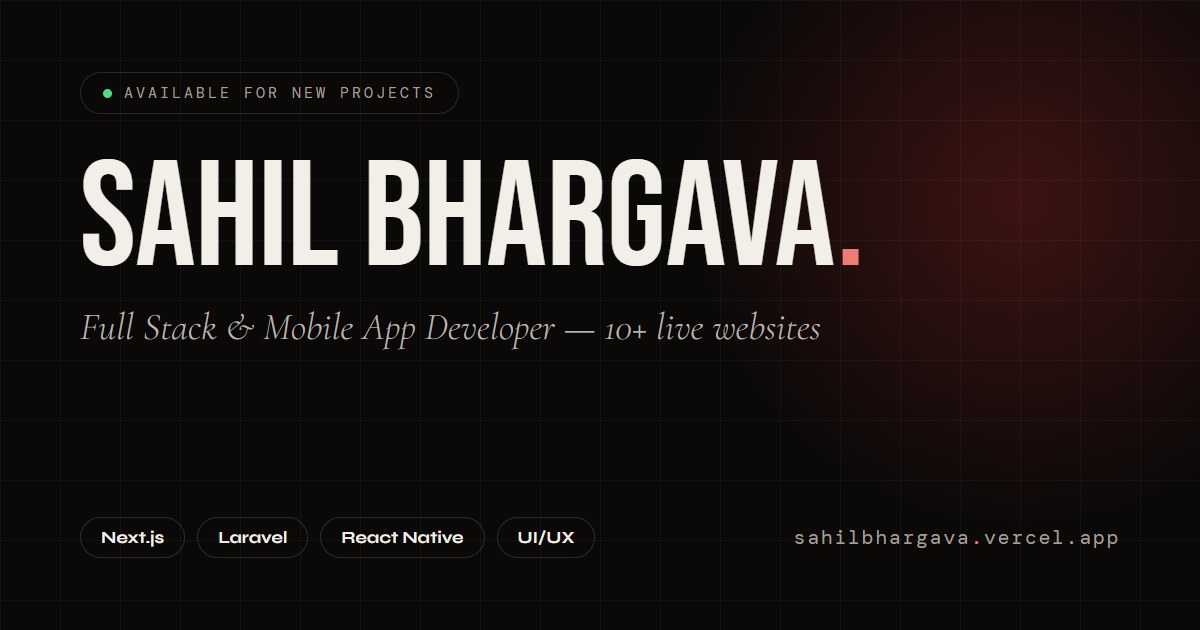 AVAILABLE FOR NEW PROJECTS
SAHIL BHARGAVA.
Full Stack & Mobile App Developer — 10+ live websites
Next.js Laravel React Native UI/UX sahilbhargava.vercel.app